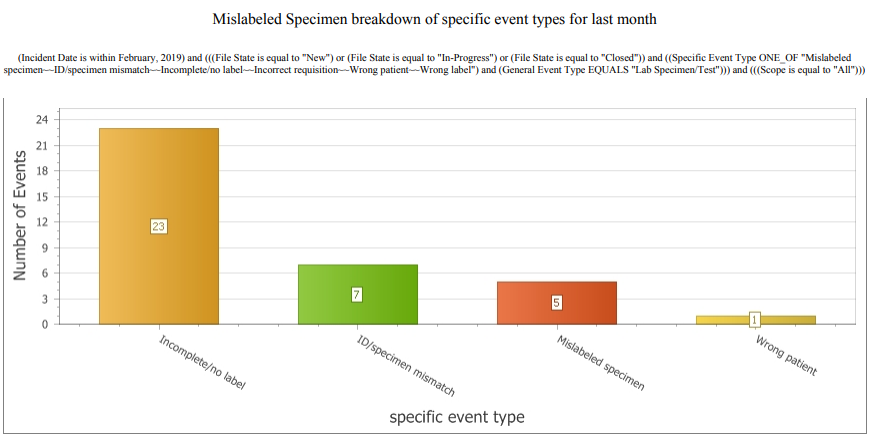 Mislabeled Specimen breakdown of specific event types for last month
(Incident Date is within February, 2019) and (((File State is equal to "New") or (File State is equal to "In-Progress") or (File State is equal to "Closed")) and ((Specific Event Type ONE_OF "Mislabeled
specimen~~ID/specimen mismatch~~Incomplete/no label~~Incorrect requisition~~Wrong patient~~Wrong label") and (General Event Type EQUALS "Lab Specimen/Test"))) and (((Scope is equal to "All")))
Number of Events
24
21
18
15
12
9
6
3
0
23
7
5
1
Incomplete/no label
ID/specimen mismatch
Mislabeled specimen
Wrong patient
specific event type